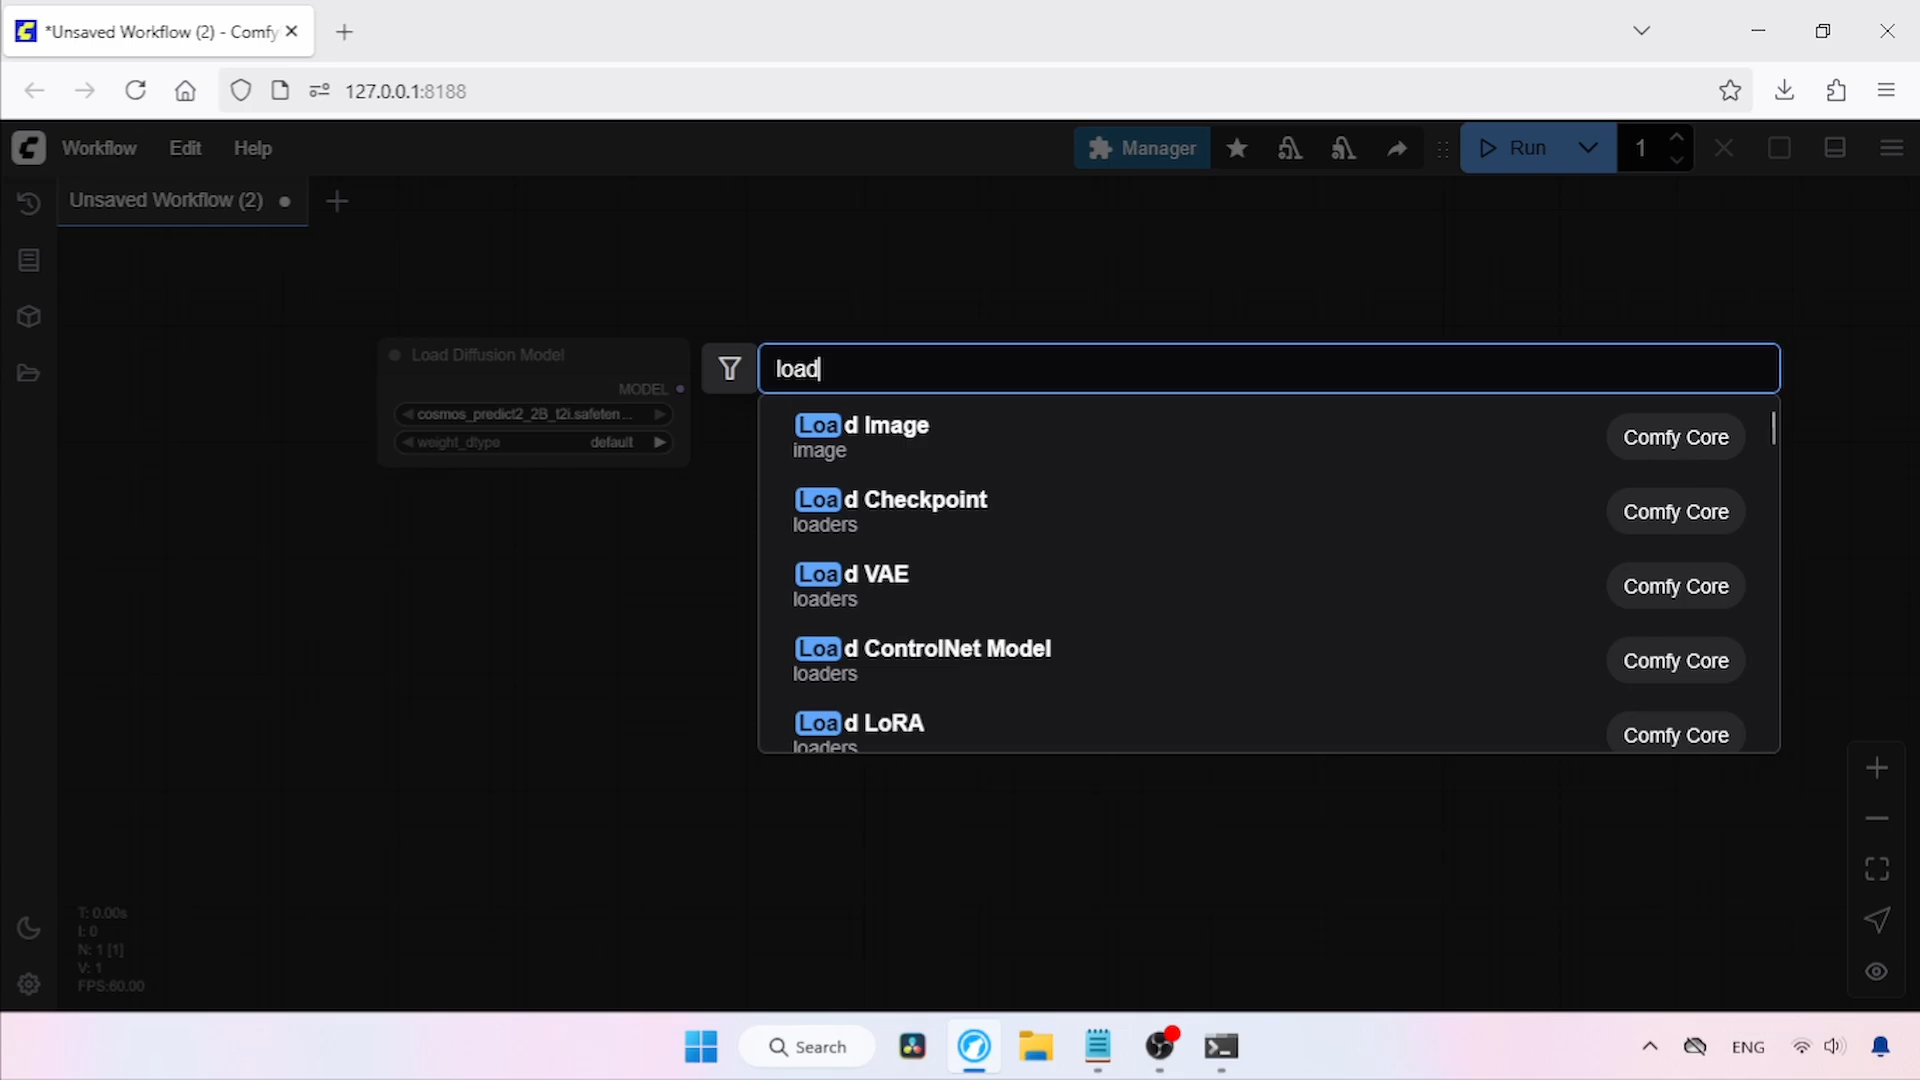 *Unsaved Workflow (2) - Comfy
127.0.0.1:8188
Workflow Edit Help
Manager
Run
1
Unsaved Workflow (2)
Load Diffusion Model
MODEL
cosmos_predict2_2B_t2i.safeten...
weight_dtype default
load
Load Image
image
Comfy Core
Load Checkpoint
loaders
Comfy Core
Load VAE
loaders
Comfy Core
Load ControlNet Model
loaders
Comfy Core
Load LoRA
loaders
Comfy Core
T: 0.00s
I: 0
N: 1 [1]
V: 1
FPS:60.00
Search
ENG